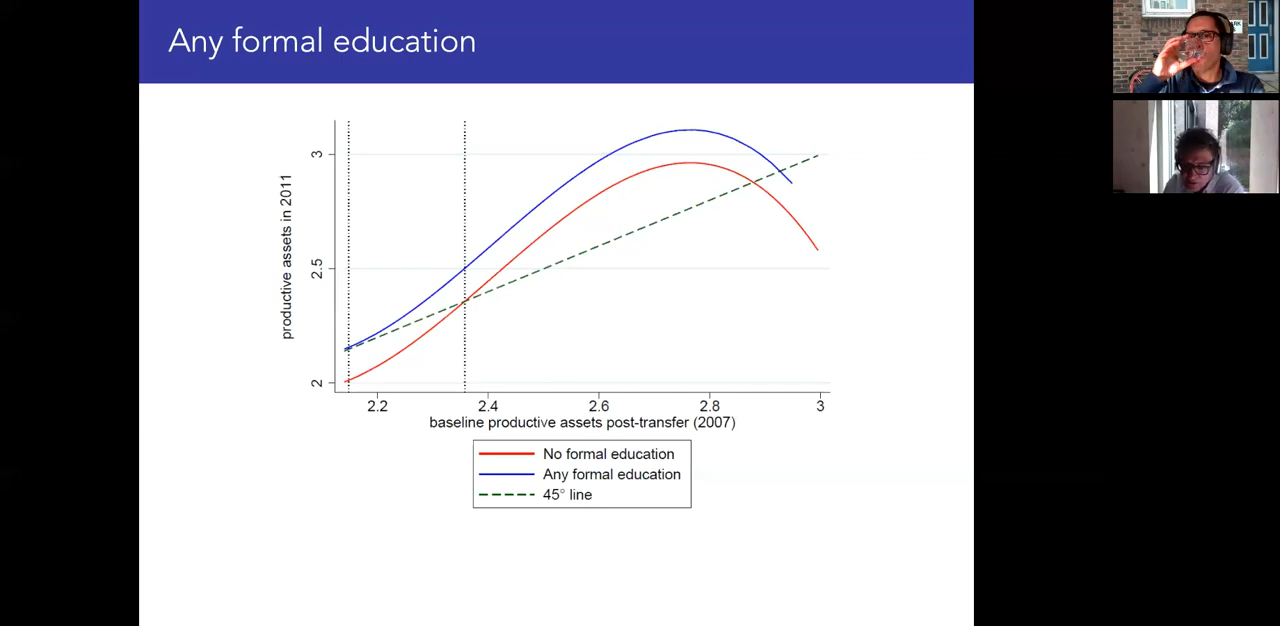 Any formal education
productive assets in 2011
3
2.5
2
2.2 2.4 2.6 2.8 3
baseline productive assets post-transfer (2007)
No formal education
Any formal education
45° line